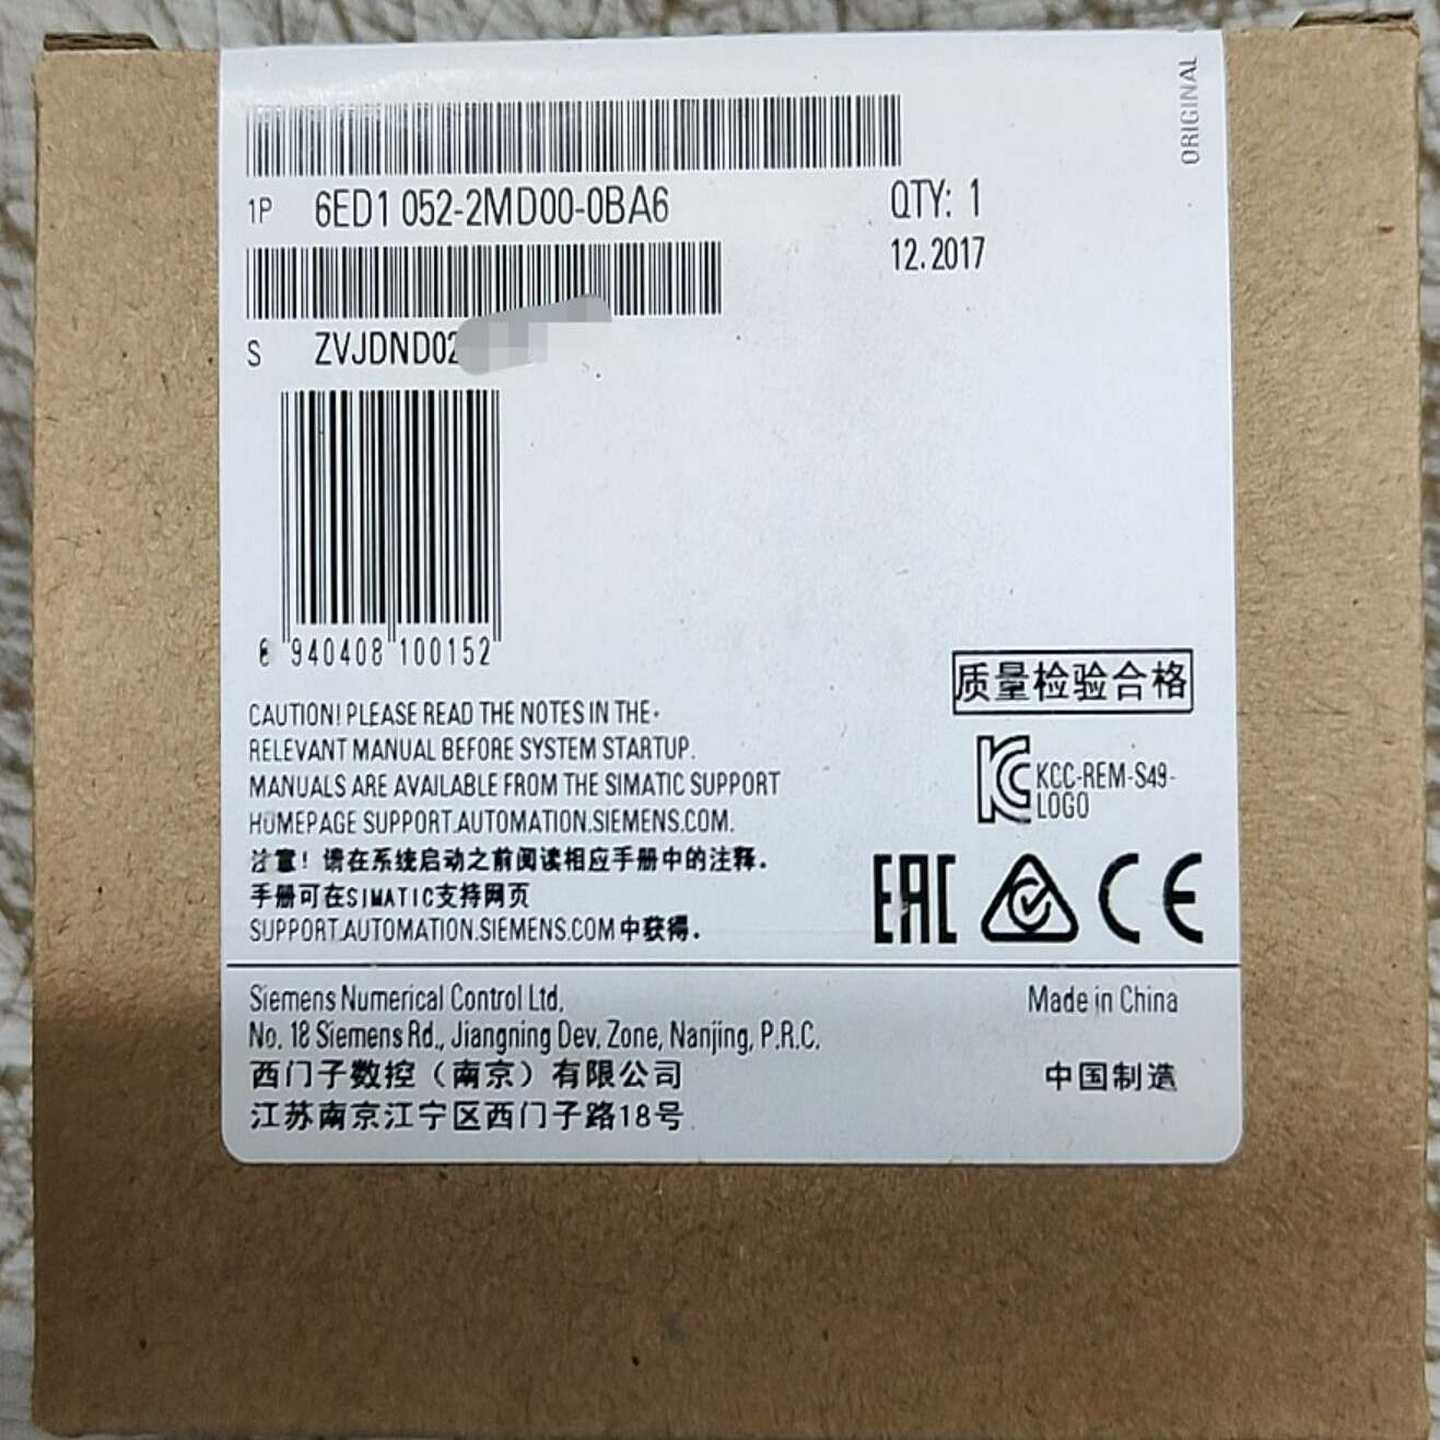 ORIGINAL
1P 6ED1 052-2MD00-0BA6 QTY: 1
12.2017
S ZVJDND02
6 940408 100152
CAUTION! PLEASE READ THE NOTES IN THE
RELEVANT MANUAL BEFORE SYSTEM STARTUP.
MANUALS ARE AVAILABLE FROM THE SIMATIC SUPPORT
HOMEPAGE SUPPORT.AUTOMATION.SIEMENS.COM.
注意！请在系统启动之前阅读相应手册中的注释.
手册可在SIMATIC支持网页
SUPPORT.AUTOMATION.SIEMENS.COM 中获得.
质量检验合格
KCC-REM-S49-
LOGO
EAC CE
Siemens Numerical Control Ltd.
No. 18 Siemens Rd., Jiangning Dev. Zone, Nanjing, P.R.C.
西门子数控（南京）有限公司
江苏南京江宁区西门子路18号
Made in China
中国制造